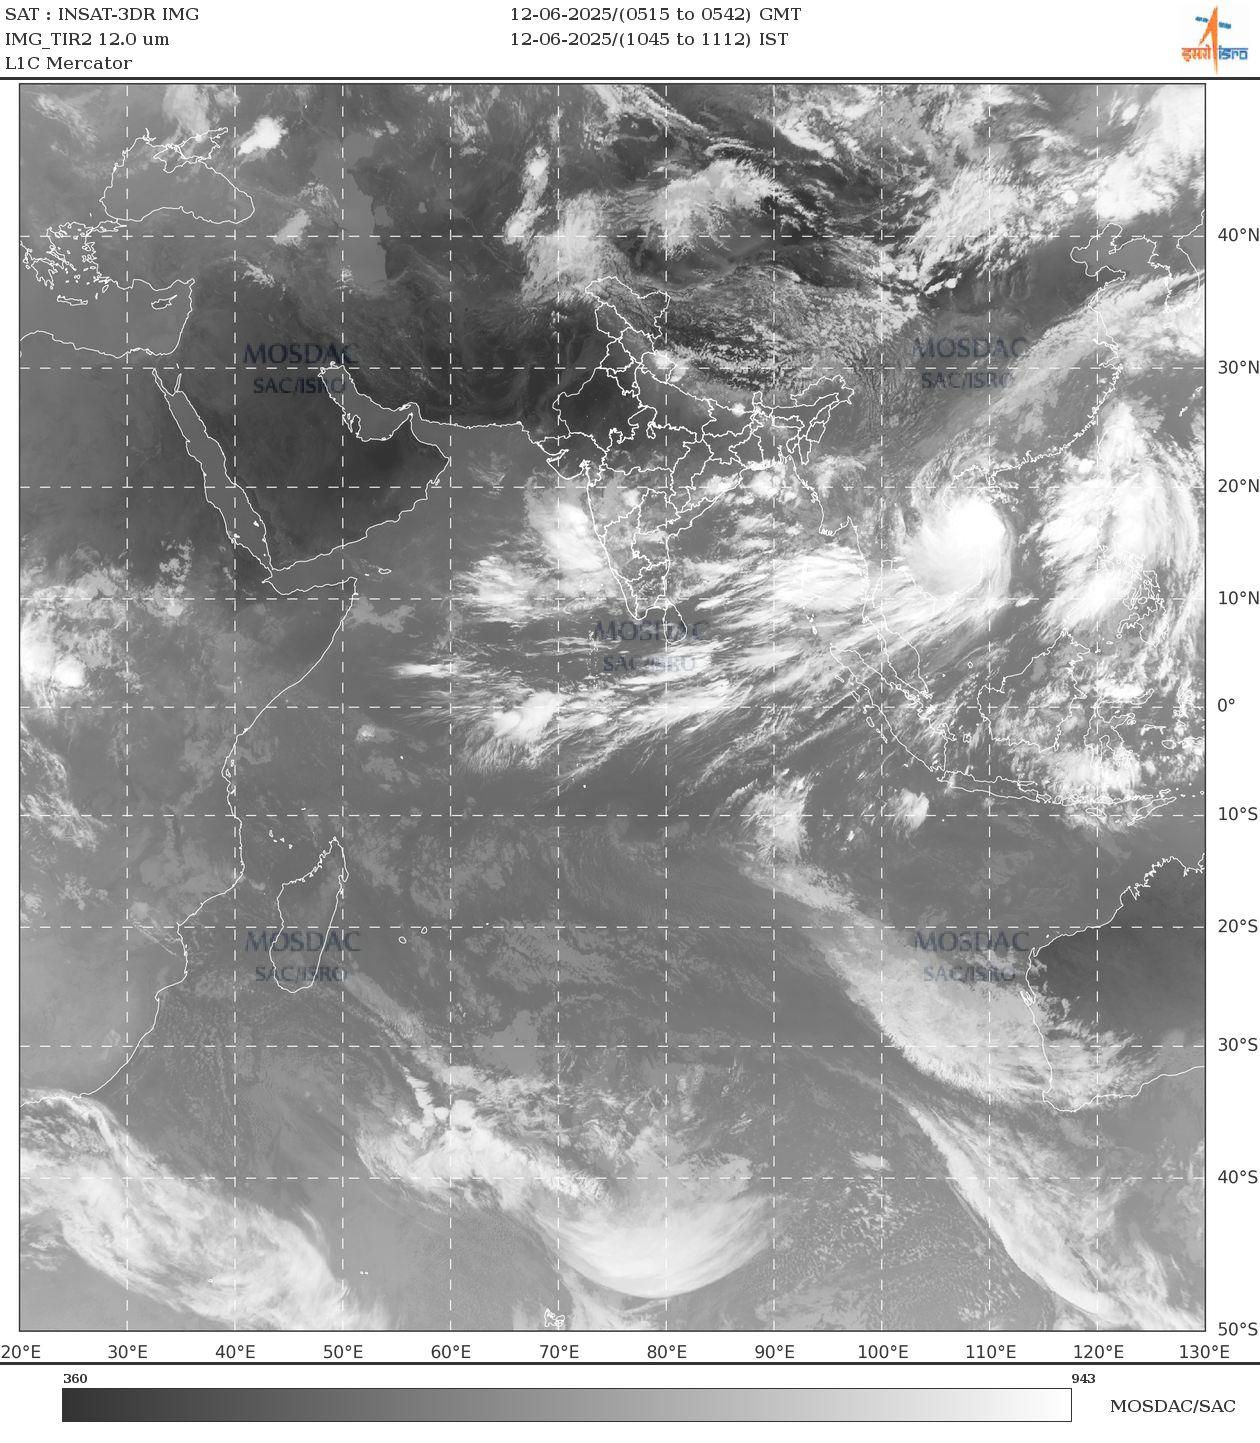 SAT : INSAT-3DR IMG
12-06-2025/(0515 to 0542) GMT
IMG_TIR2 12.0 um
12-06-2025/(1045 to 1112) IST
L1C Mercator
इसरो isro
40°N
MOSDAC
SAC/ISRO
MOSDAC
SAC/ISRO
30°N
20°N
10°N
MOSDAC
SAC/ISRO
0°
10°S
20°S
MOSDAC
SAC/ISRO
MOSDAC
SAC/ISRO
30°S
40°S
50°S
20°E 30°E 40°E 50°E 60°E 70°E 80°E 90°E 100°E 110°E 120°E 130°E
360
943
MOSDAC/SAC